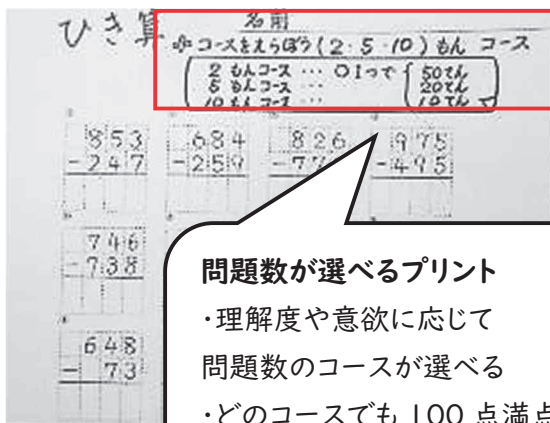 ひき算
名前
コースをえらぼう(2・5・10)もん コース
2 もんコース … 〇1つで 50てん
5 もんコース … 20てん
10 もんコース … 10てん
853 684 826 975
-247 -259 -77 -495
746
-738
648
- 73
問題数が選べるプリント
・理解度や意欲に応じて
問題数のコースが選べる
・どのコースでも 100 点満点